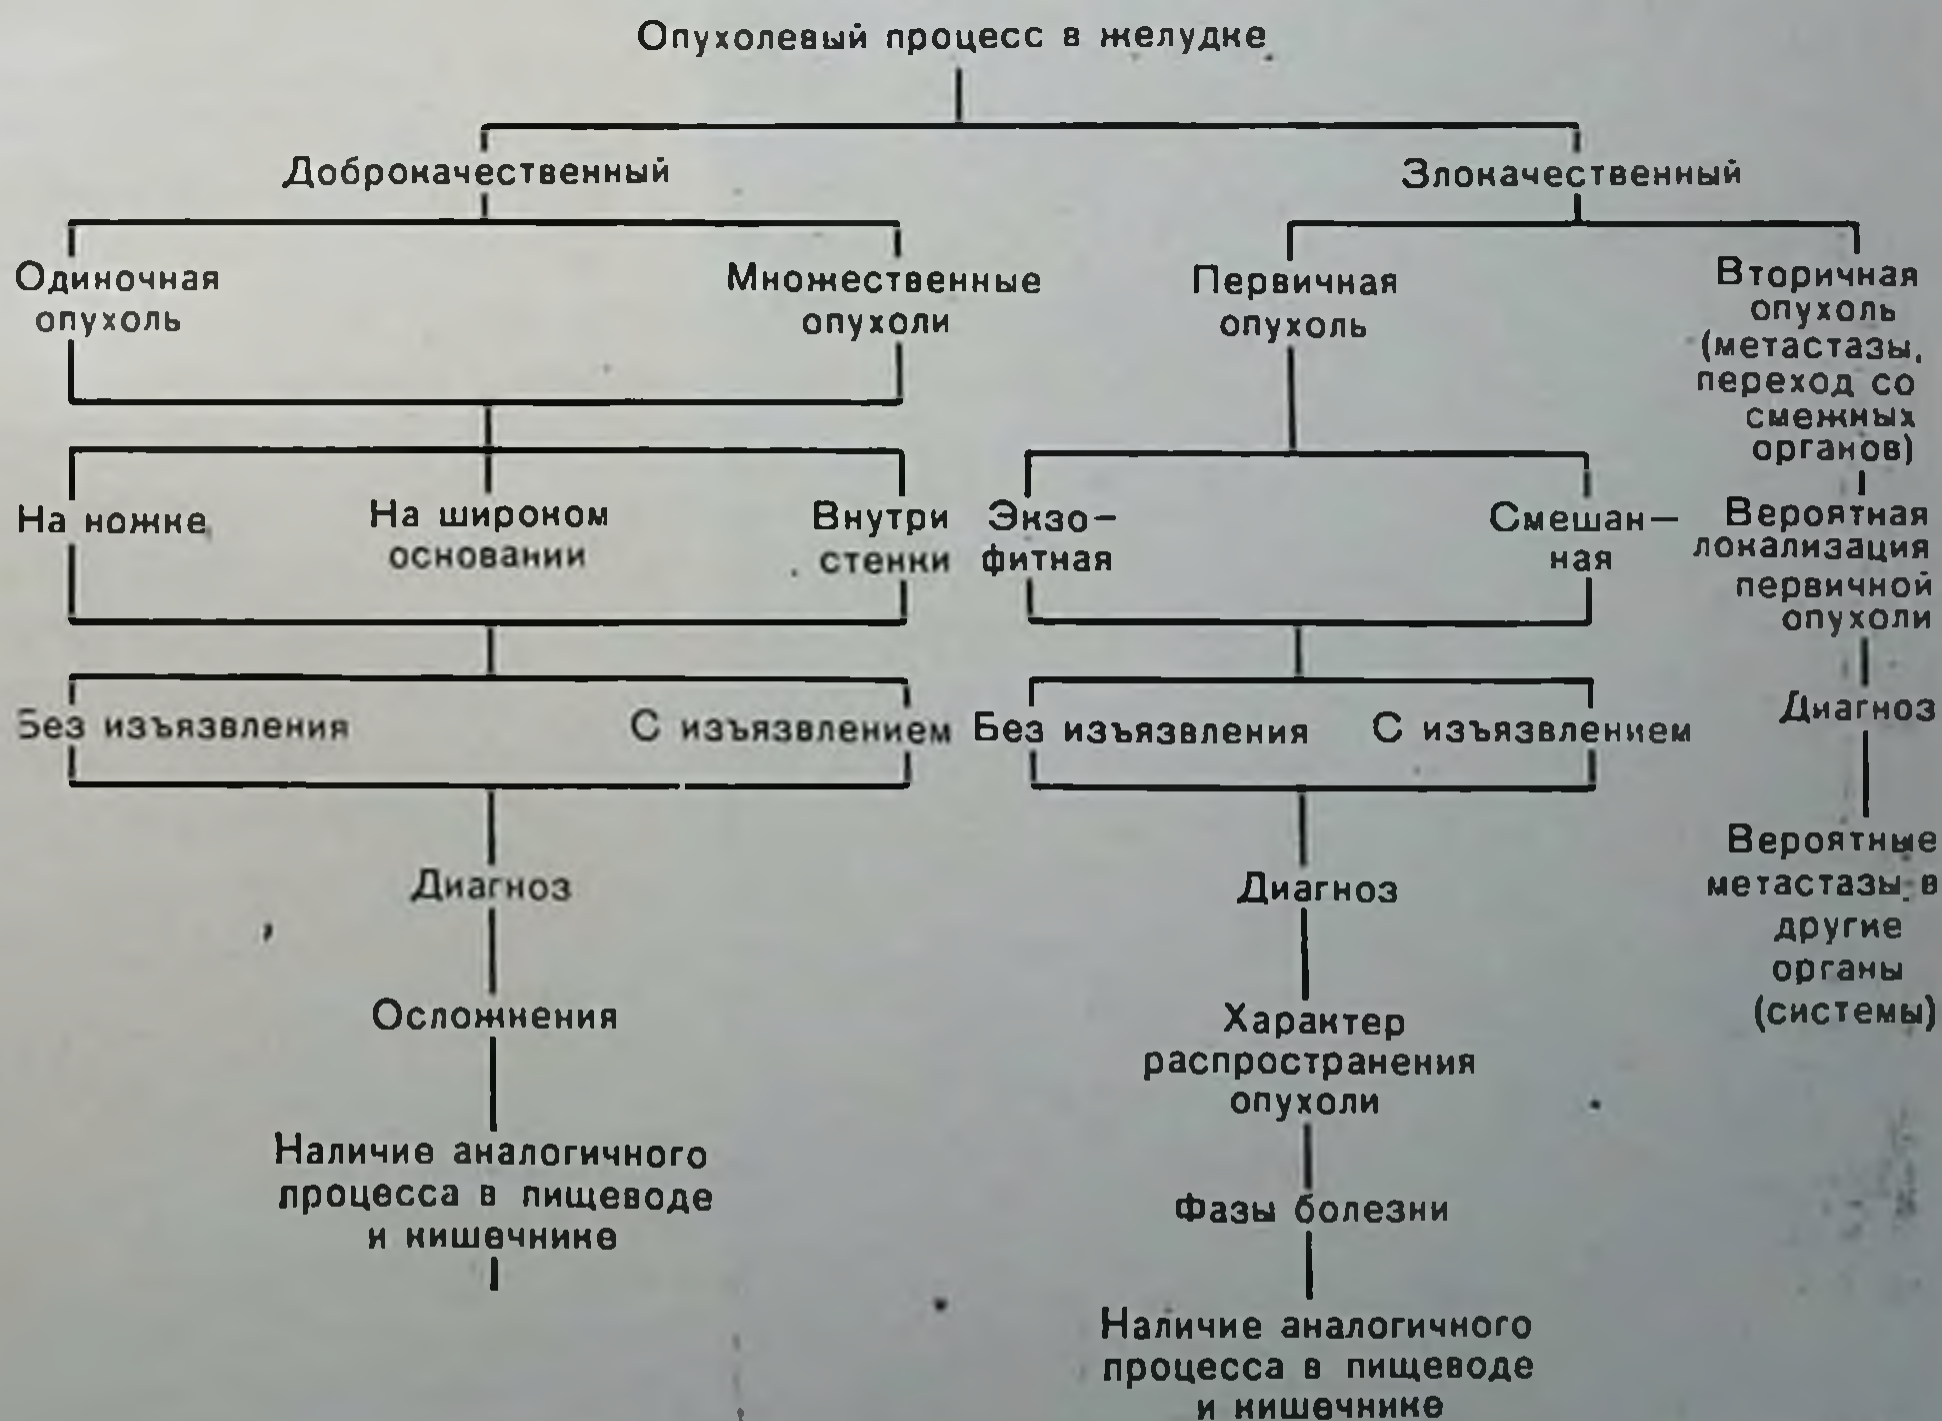 Опухолевый процесс в желудке
Доброкачественный
Злокачественный
Одиночная
опухоль
Множественные
опухоли
Первичная
опухоль
Вторичная
опухоль
(метастазы,
переход со
смежных
органов)
На ножке
На широком
основании
Внутри
стенки
Экзо—
фитная
Смешан—
ная
Вероятная
локализация
первичной
опухоли
Без изъязвления
С изъязвлением
Без изъязвления
С изъязвлением
Диагноз
Диагноз
Диагноз
Вероятные
метастазы в
другие
органы
(системы)
Осложнения
Характер
распространения
опухоли
Наличие аналогичного
процесса в пищеводе
и кишечнике
Фазы болезни
Наличие аналогичного
процесса в пищеводе
и кишечнике